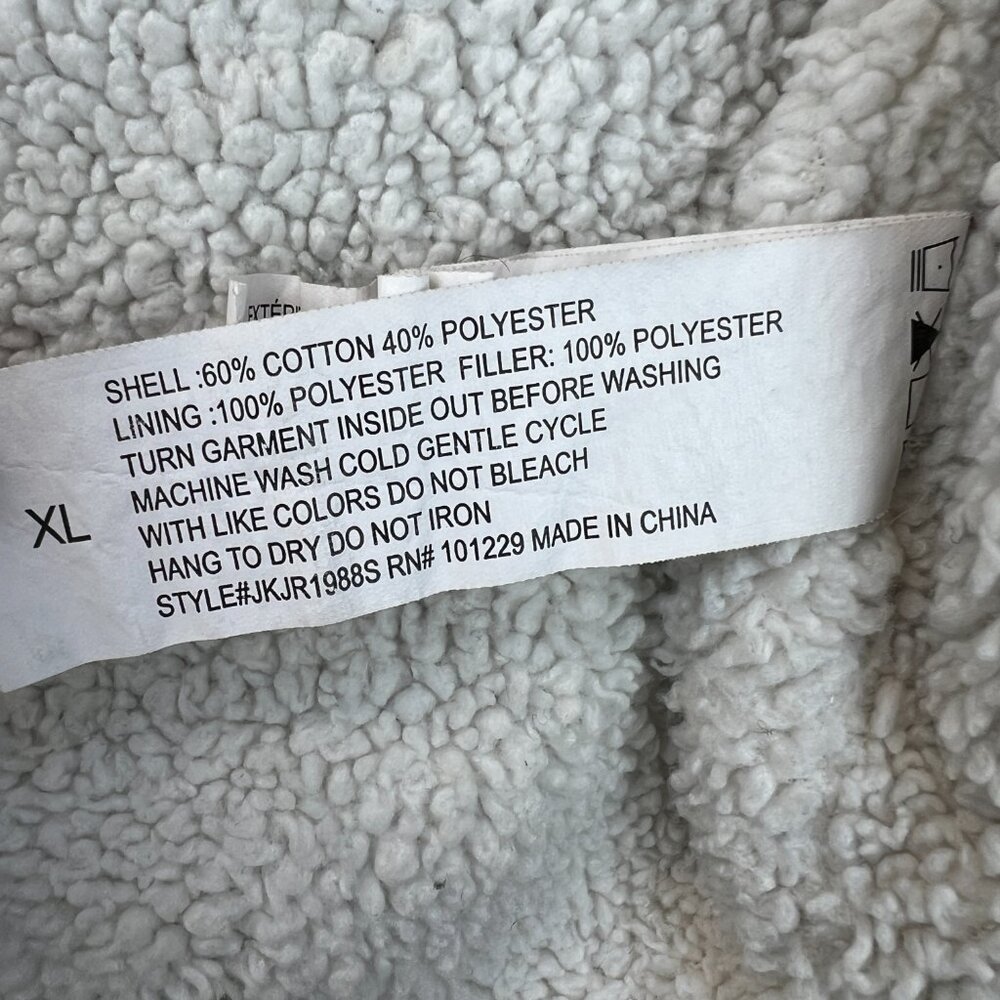 SHELL :60% COTTON 40% POLYESTER
LINING :100% POLYESTER FILLER: 100% POLYESTER
TURN GARMENT INSIDE OUT BEFORE WASHING
MACHINE WASH COLD GENTLE CYCLE
WITH LIKE COLORS DO NOT BLEACH
HANG TO DRY DO NOT IRON
STYLE#JKJR1988S RN# 101229 MADE IN CHINA
XL